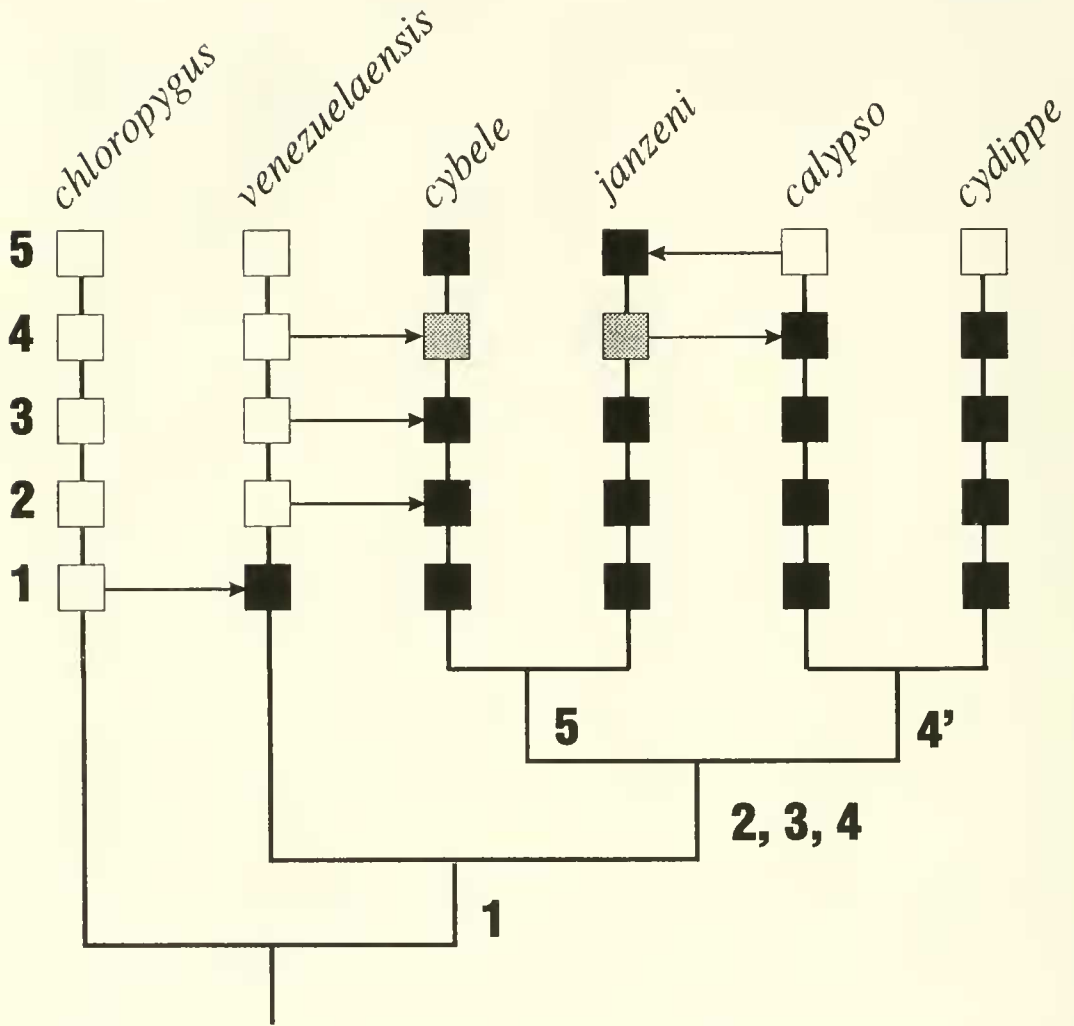 chloropygus
venezuelaensis
cybele
janzeni
calypso
cydippe
5
4
3
2
1
5
4’
2, 3, 4
1